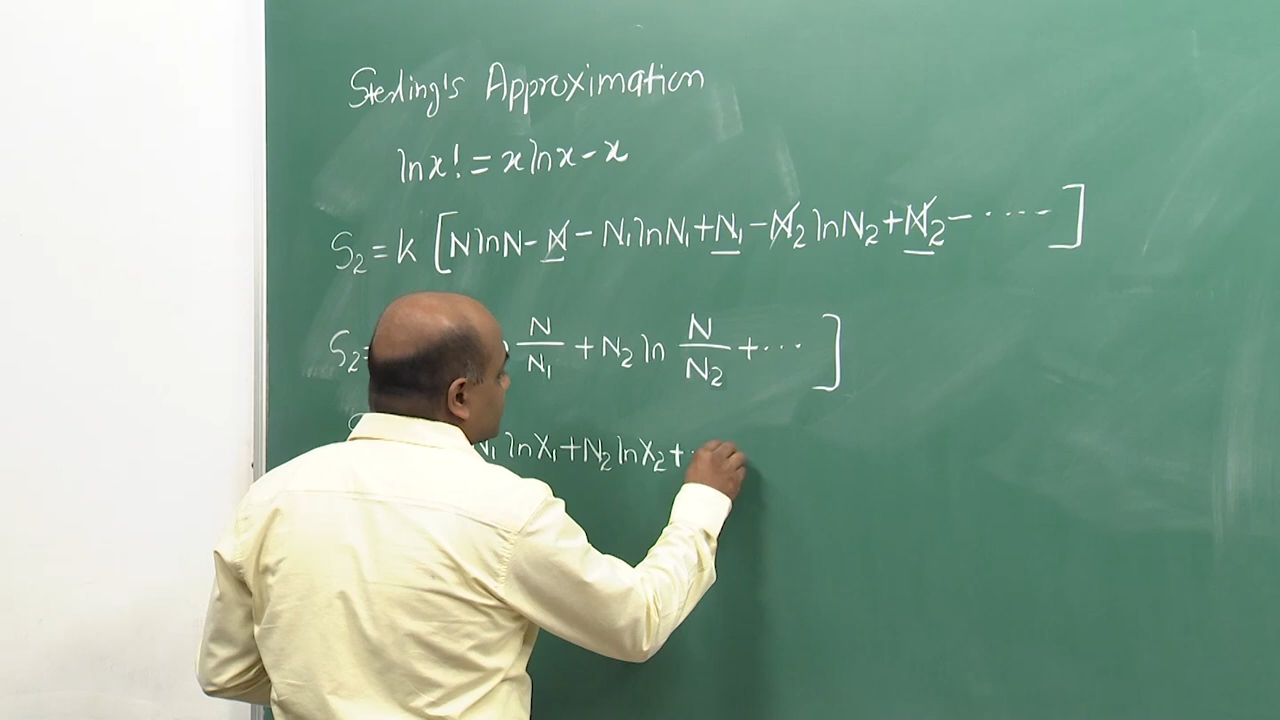 Sterling's Approximation
ln x! = x ln x - x
S₂ = k [N ln N - N - N₁ ln N₁ + N₁ - N₂ ln N₂ + N₂ - ····· ]
S₂ = N/N₁ + N₂ ln N/N₂ + ··· ]
N₁ ln X₁ + N₂ ln X₂ + ·